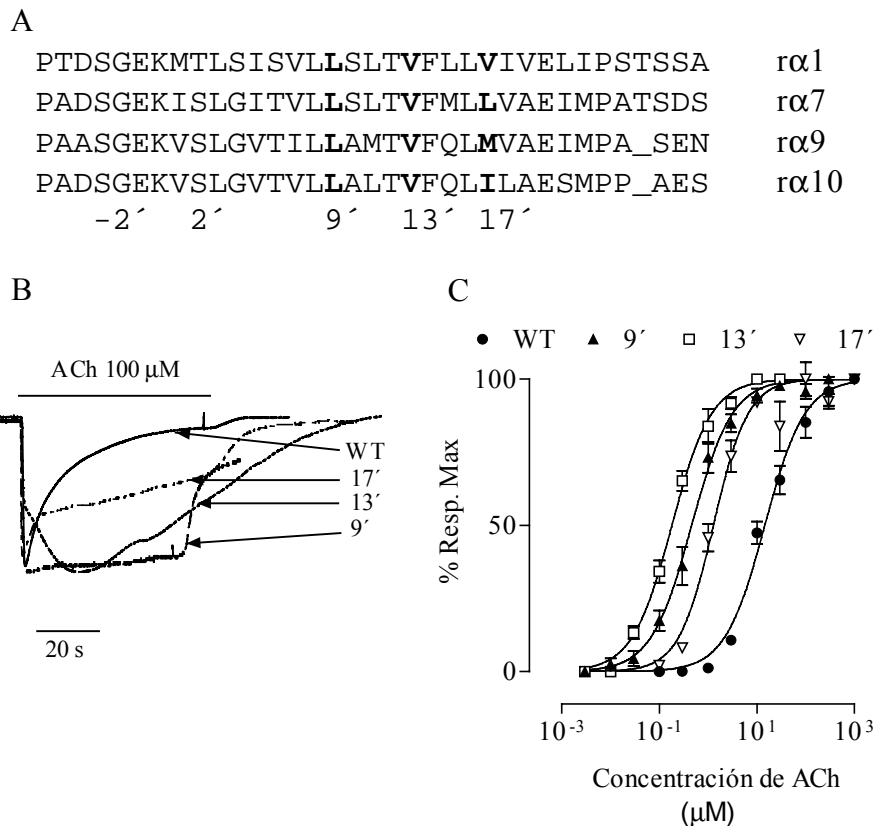 A
PTDSGEKMTLSISVLLSLTVFLLVIVELIPSTSSA rα1
PADSGEKISLGITVLLSLTVFMLLVAEIMPATSDS rα7
PAASGEKVSLGVTILLAMTVFQLMVAEIMPA_SEN rα9
PADSGEKVSLGVTVLLALTVFQLILAESMPP_AES rα10
-2´ 2´ 9´ 13´ 17´
B
ACh 100 μM
WT
17´
13´
9´
20 s
C
● WT ▲ 9´ □ 13´ ▽ 17´
% Resp. Max
100
50
0
10⁻³ 10⁻¹ 10¹ 10³
Concentración de ACh
(μM)